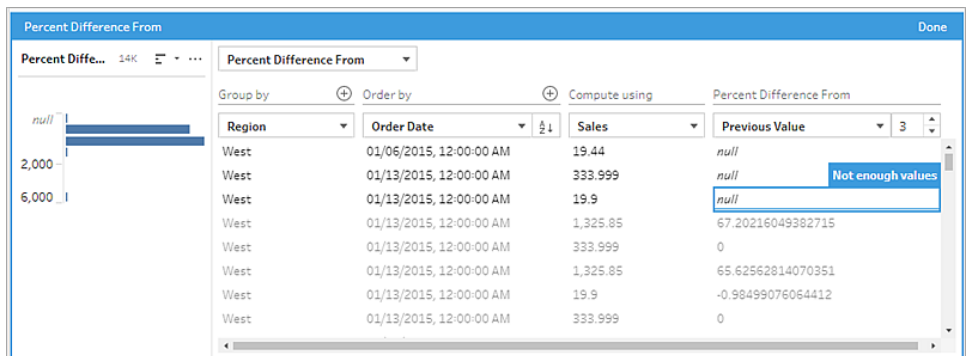 Percent Difference From Done
Percent Diffe... 14K
Percent Difference From
Group by Order by Compute using Percent Difference From
null
Region Order Date Sales Previous Value 3
West 01/06/2015, 12:00:00 AM 19.44 null
2,000
West 01/13/2015, 12:00:00 AM 333.999 null Not enough values
6,000
West 01/13/2015, 12:00:00 AM 19.9 null
West 01/13/2015, 12:00:00 AM 1,325.85 67.20216049382715
West 01/13/2015, 12:00:00 AM 333.999 0
West 01/13/2015, 12:00:00 AM 1,325.85 65.62562814070351
West 01/13/2015, 12:00:00 AM 19.9 -0.98499076064412
West 01/13/2015, 12:00:00 AM 333.999 0